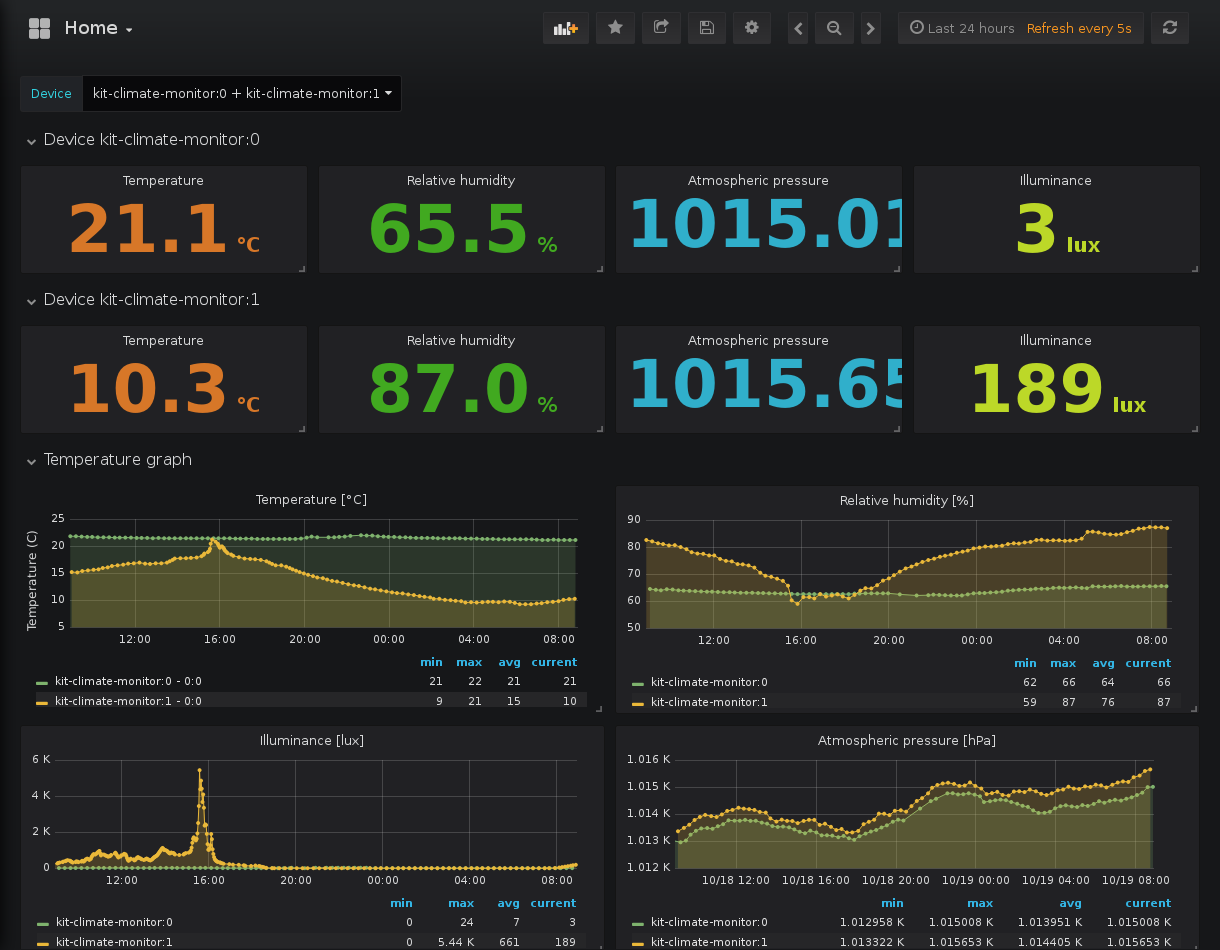 Home
Last 24 hours Refresh every 5s
Device kit-climate-monitor:0 + kit-climate-monitor:1
Device kit-climate-monitor:0
Temperature Relative humidity Atmospheric pressure Illuminance
21.1 °C 65.5 % 1015.01 3 lux
Device kit-climate-monitor:1
Temperature Relative humidity Atmospheric pressure Illuminance
10.3 °C 87.0 % 1015.65 189 lux
Temperature graph
Temperature [°C]
Temperature (C)
25
20
15
10
5
12:00 16:00 20:00 00:00 04:00 08:00
min max avg current
kit-climate-monitor:0 - 0:0 21 22 21 21
kit-climate-monitor:1 - 0:0 9 21 15 10
Relative humidity [%]
90
80
70
60
50
12:00 16:00 20:00 00:00 04:00 08:00
min max avg current
kit-climate-monitor:0 62 66 64 66
kit-climate-monitor:1 59 87 76 87
Illuminance [lux]
6 K
4 K
2 K
0
12:00 16:00 20:00 00:00 04:00 08:00
min max avg current
kit-climate-monitor:0 0 24 7 3
kit-climate-monitor:1 0 5.44 K 661 189
Atmospheric pressure [hPa]
1.016 K
1.015 K
1.014 K
1.013 K
1.012 K
10/18 12:00 10/18 16:00 10/18 20:00 10/19 00:00 10/19 04:00 10/19 08:00
min max avg current
kit-climate-monitor:0 1.012958 K 1.015008 K 1.013951 K 1.015008 K
kit-climate-monitor:1 1.013322 K 1.015653 K 1.014405 K 1.015653 K